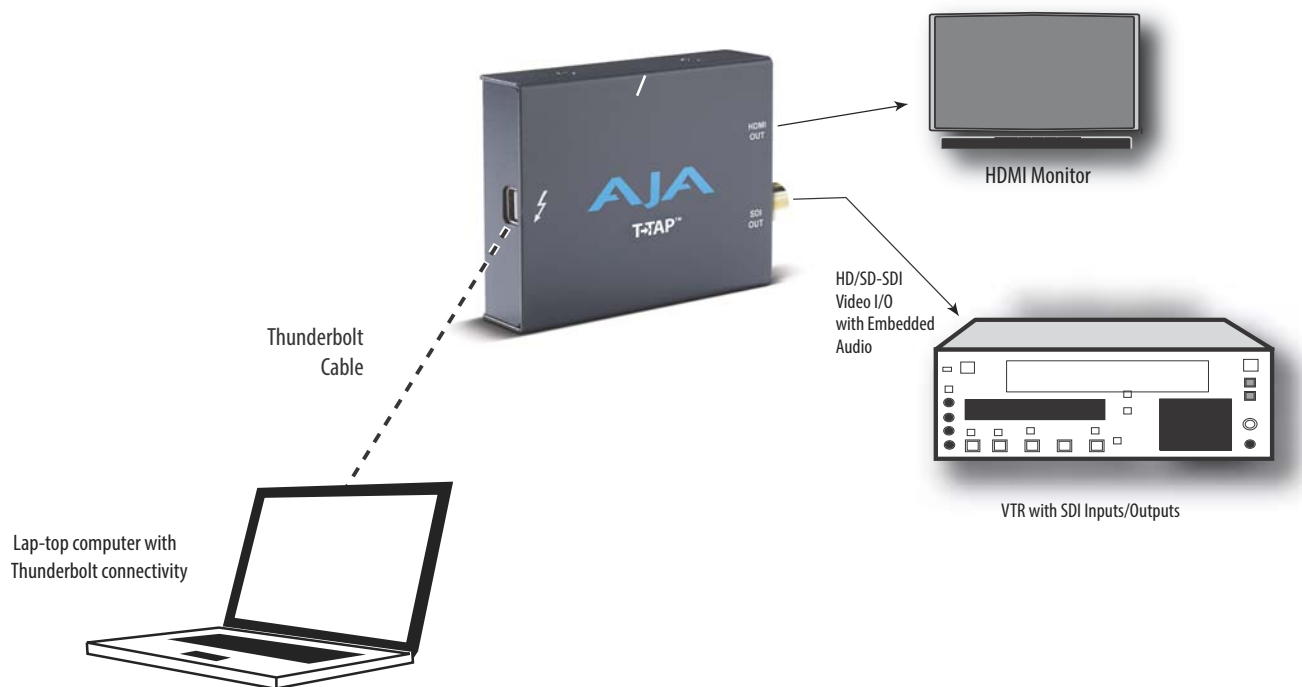 HDMI
OUT
AJA
T-TAP™
SDI
OUT
HDMI Monitor
HD/SD-SDI
Video I/O
with Embedded
Audio
Thunderbolt
Cable
VTR with SDI Inputs/Outputs
Lap-top computer with
Thunderbolt connectivity